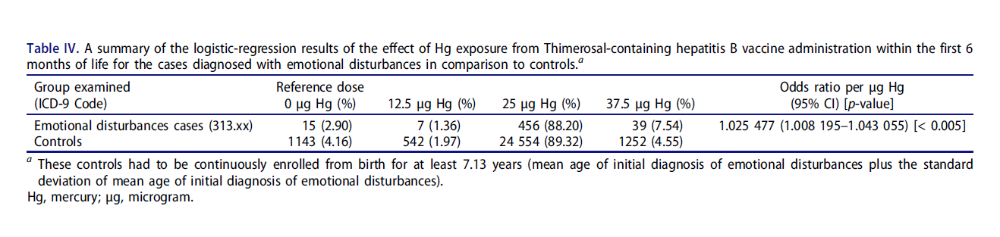 Table IV. A summary of the logistic-regression results of the effect of Hg exposure from Thimerosal-containing hepatitis B vaccine administration within the first 6
months of life for the cases diagnosed with emotional disturbances in comparison to controls.a
Group examined Reference dose Odds ratio per µg Hg
(ICD-9 Code) 0 µg Hg (%) 12.5 µg Hg (%) 25 µg Hg (%) 37.5 µg Hg (%) (95% CI) [p-value]
Emotional disturbances cases (313.xx) 15 (2.90) 7 (1.36) 456 (88.20) 39 (7.54) 1.025 477 (1.008 195–1.043 055) [< 0.005]
Controls 1143 (4.16) 542 (1.97) 24 554 (89.32) 1252 (4.55)
a These controls had to be continuously enrolled from birth for at least 7.13 years (mean age of initial diagnosis of emotional disturbances plus the standard
deviation of mean age of initial diagnosis of emotional disturbances).
Hg, mercury; µg, microgram.